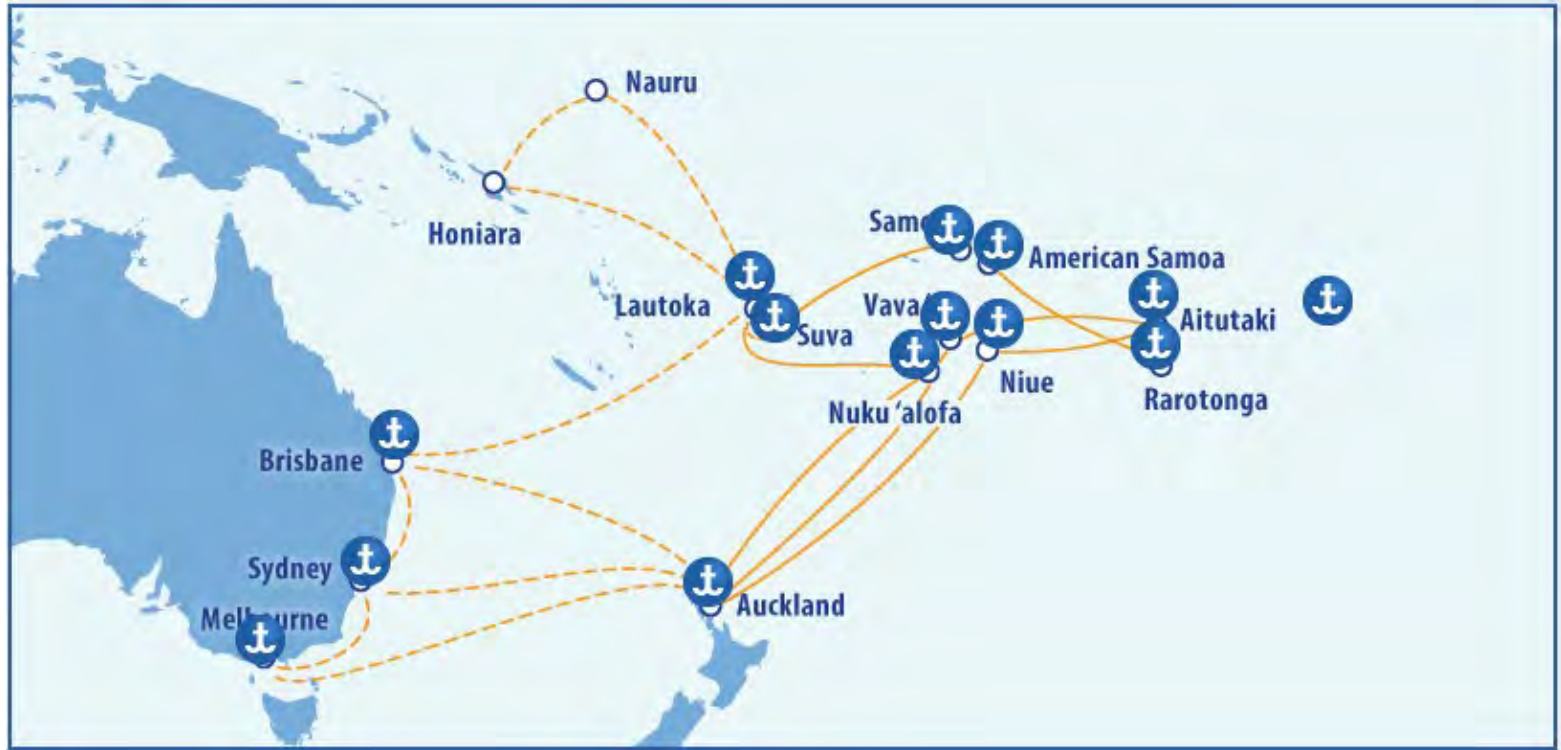 Nauru
Honiara
American Samoa
Lautoka
Suva
Aitutaki
Niue
Rarotonga
Nuku ‘alofa
Brisbane
Sydney
Auckland